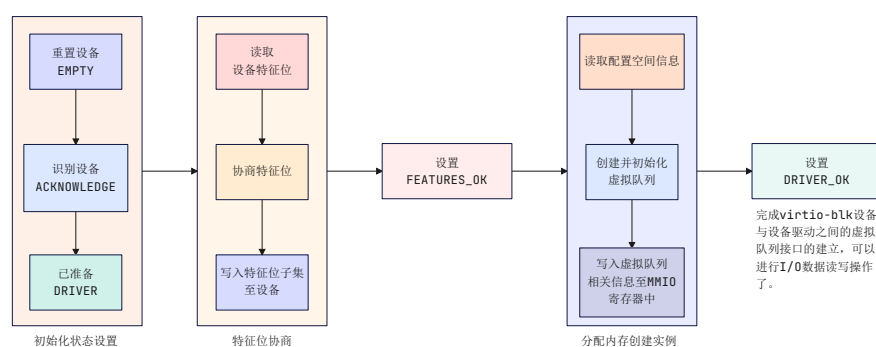 重置设备
EMPTY
识别设备
ACKNOWLEDGE
已准备
DRIVER
初始化状态设置
读取
设备特征位
协商特征位
写入特征位子集
至设备
特征位协商
设置
FEATURES_OK
读取配置空间信息
创建并初始化
虚拟队列
写入虚拟队列
相关信息至MMIO
寄存器中
分配内存创建实例
设置
DRIVER_OK
完成virtio-blk设备
与设备驱动之间的虚拟
队列接口的建立，可以
进行I/O数据读写操作
了。